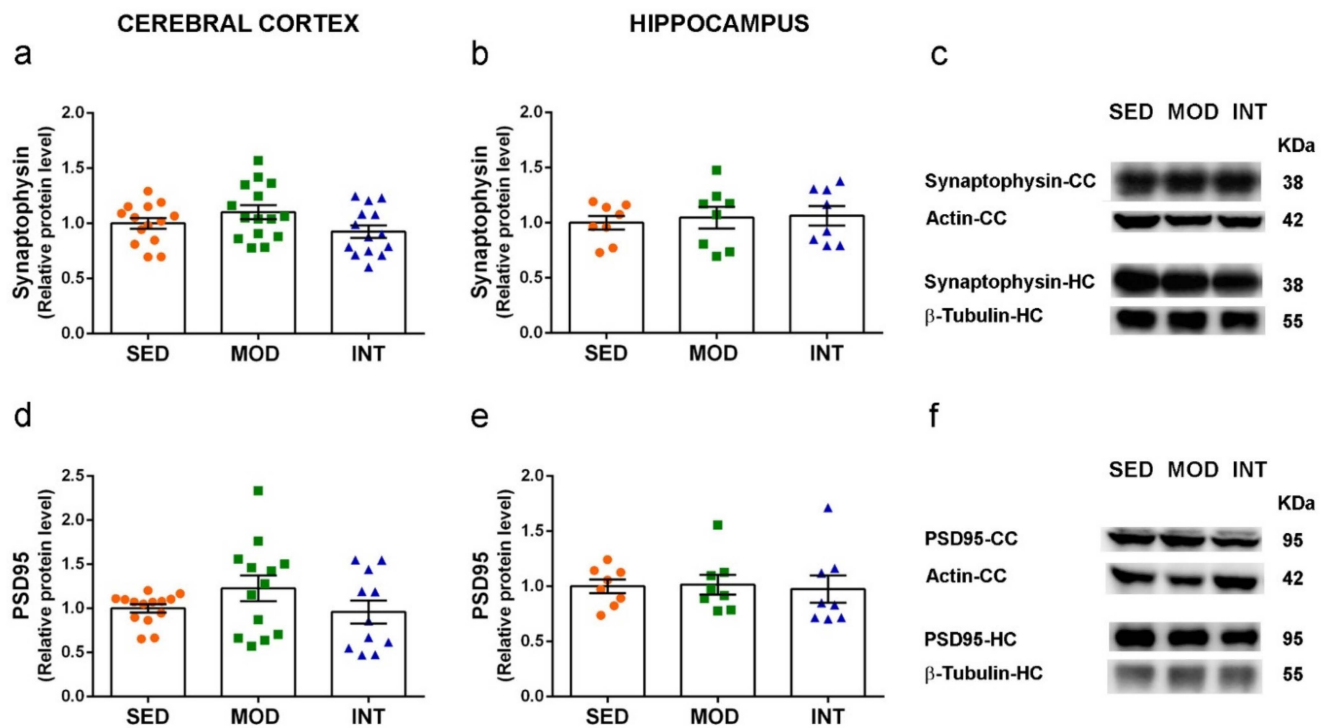 CEREBRAL CORTEX
HIPPOCAMPUS
a
Synaptophysin
(Relative protein level)
2.0
1.5
1.0
0.5
0.0
SED MOD INT
b
Synaptophysin
(Relative protein level)
2.0
1.5
1.0
0.5
0.0
SED MOD INT
c
SED MOD INT
KDa
Synaptophysin-CC 38
Actin-CC 42
Synaptophysin-HC 38
β-Tubulin-HC 55
d
PSD95
(Relative protein level)
2.5
2.0
1.5
1.0
0.5
0.0
SED MOD INT
e
PSD95
(Relative protein level)
2.0
1.5
1.0
0.5
0.0
SED MOD INT
f
SED MOD INT
KDa
PSD95-CC 95
Actin-CC 42
PSD95-HC 95
β-Tubulin-HC 55